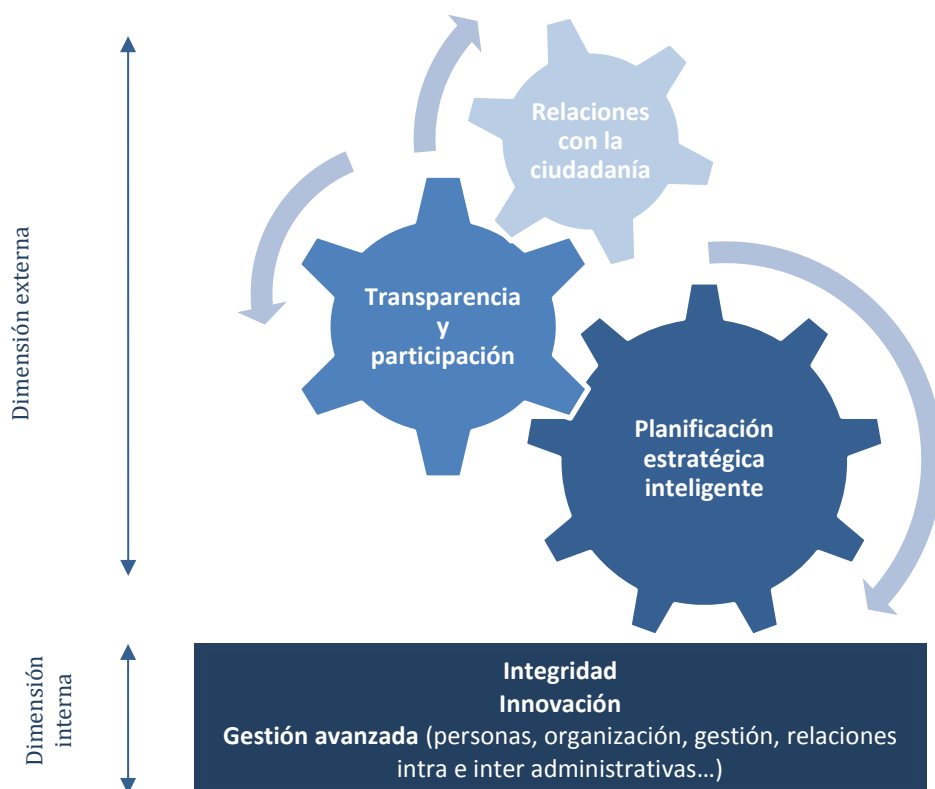 Dimensión externa
Relaciones
con la
ciudadanía
Transparencia
y
participación
Planificación
estratégica
inteligente
Dimensión
interna
Integridad
Innovación
Gestión avanzada (personas, organización, gestión, relaciones
intra e inter administrativas…)